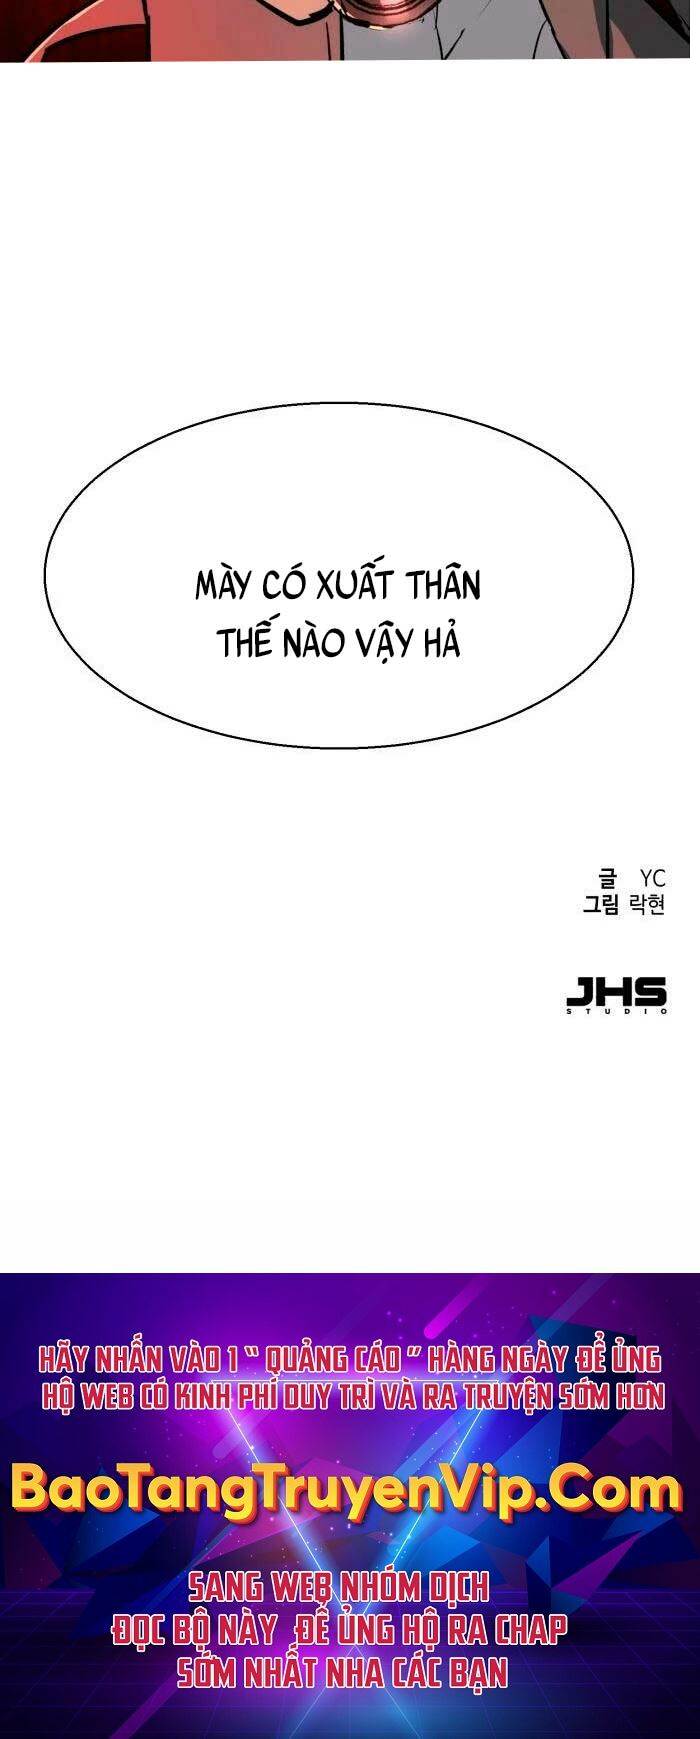 MÀY CÓ XUẤT THÂN
THẾ NÀO VẬY HẢ
글 YC
그림 락현
JHS
STUDIO
HÃY NHẤN VÀO 1 “ QUẢNG CÁO ” HÀNG NGÀY ĐỂ ỦNG
HỘ WEB CÓ KINH PHÍ DUY TRÌ VÀ RA TRUYỆN SỚM HƠN
BaoTangTruyenVip.Com
SANG WEB NHÓM DỊCH
ĐỌC BỘ NÀY ĐỂ ỦNG HỘ RA CHAP
SỚM NHẤT NHA CÁC BẠN